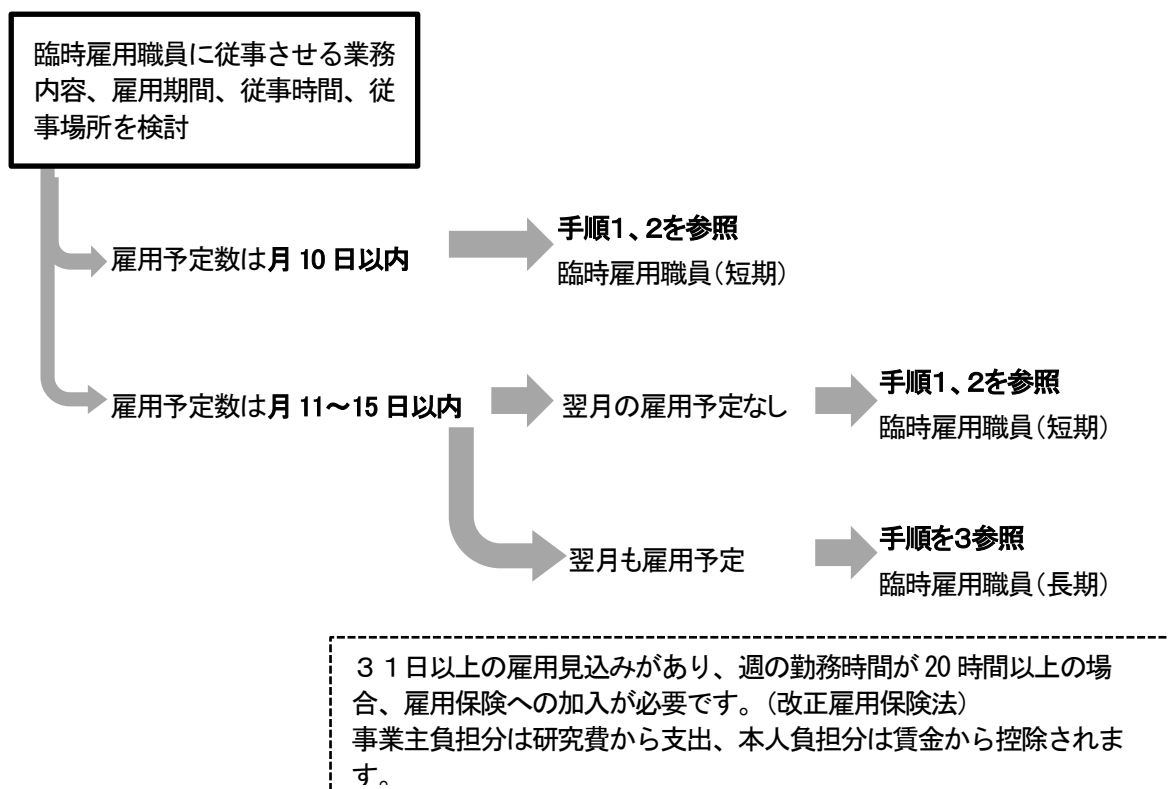 臨時雇用職員に従事させる業務
内容、雇用期間、従事時間、従
事場所を検討
雇用予定数は月 10 日以内
手順1、2を参照
臨時雇用職員(短期)
雇用予定数は月 11～15 日以内
翌月の雇用予定なし
手順1、2を参照
臨時雇用職員(短期)
翌月も雇用予定
手順を3参照
臨時雇用職員(長期)
３１日以上の雇用見込みがあり、週の勤務時間が 20 時間以上の場
合、雇用保険への加入が必要です。(改正雇用保険法)
事業主負担分は研究費から支出、本人負担分は賃金から控除されま
す。